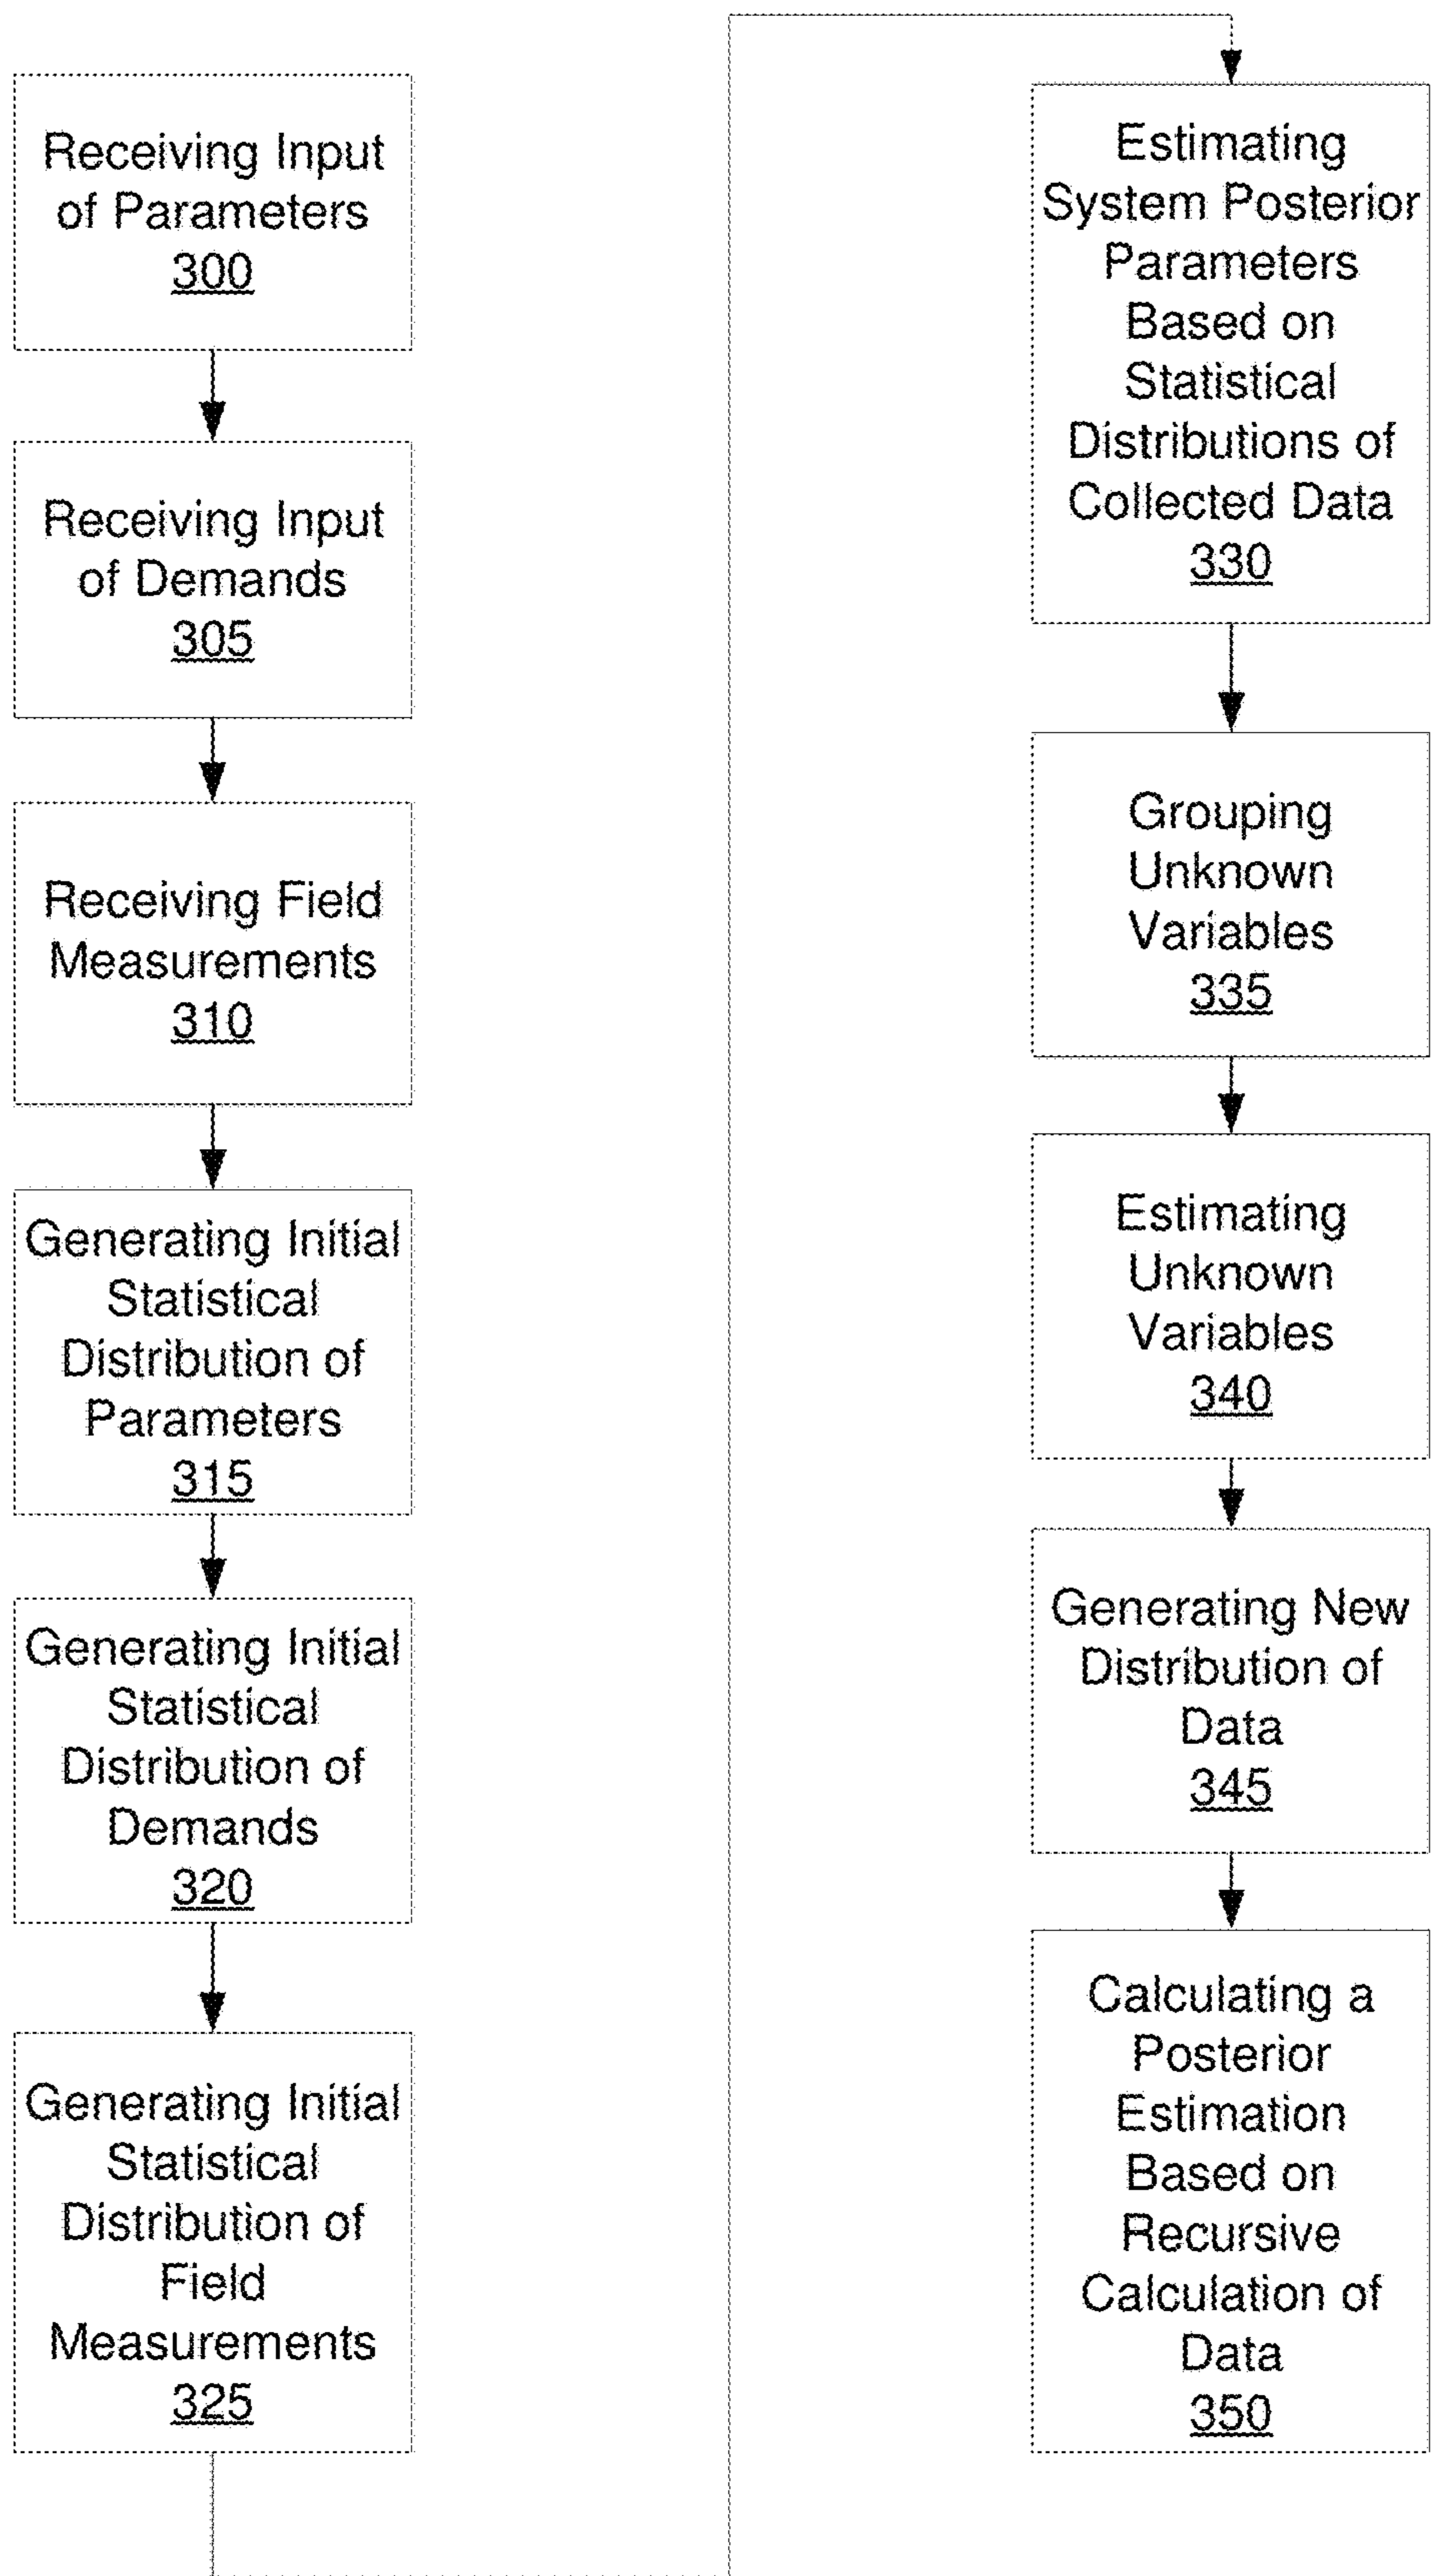 Receiving Input
of Parameters
300
Receiving Input
of Demands
305
Receiving Field
Measurements
310
Generating Initial
Statistical
Distribution of
Parameters
315
Generating Initial
Statistical
Distribution of
Demands
320
Generating Initial
Statistical
Distribution of
Field
Measurements
325
Estimating
System Posterior
Parameters
Based on
Statistical
Distributions of
Collected Data
330
Grouping
Unknown
Variables
335
Estimating
Unknown
Variables
340
Generating New
Distribution of
Data
345
Calculating a
Posterior
Estimation
Based on
Recursive
Calculation of
Data
350